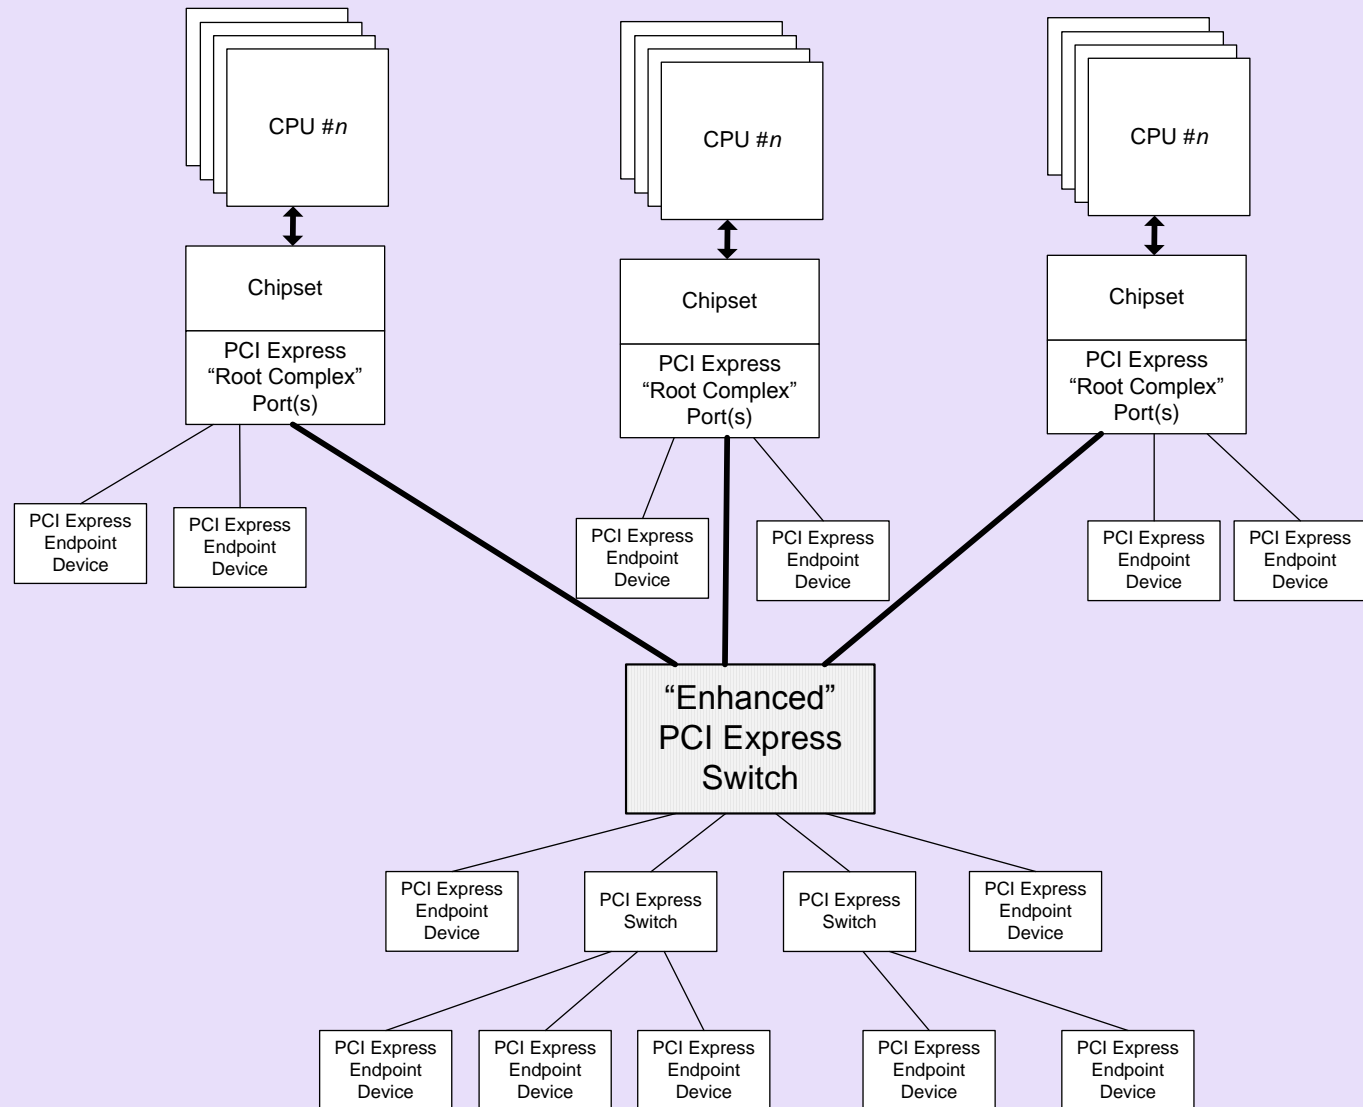 CPU #n
CPU #n
CPU #n
Chipset
PCI Express
“Root Complex”
Port(s)
Chipset
PCI Express
“Root Complex”
Port(s)
Chipset
PCI Express
“Root Complex”
Port(s)
PCI Express
Endpoint
Device
PCI Express
Endpoint
Device
PCI Express
Endpoint
Device
PCI Express
Endpoint
Device
PCI Express
Endpoint
Device
PCI Express
Endpoint
Device
“Enhanced”
PCI Express
Switch
PCI Express
Endpoint
Device
PCI Express
Switch
PCI Express
Switch
PCI Express
Endpoint
Device
PCI Express
Endpoint
Device
PCI Express
Endpoint
Device
PCI Express
Endpoint
Device
PCI Express
Endpoint
Device
PCI Express
Endpoint
Device